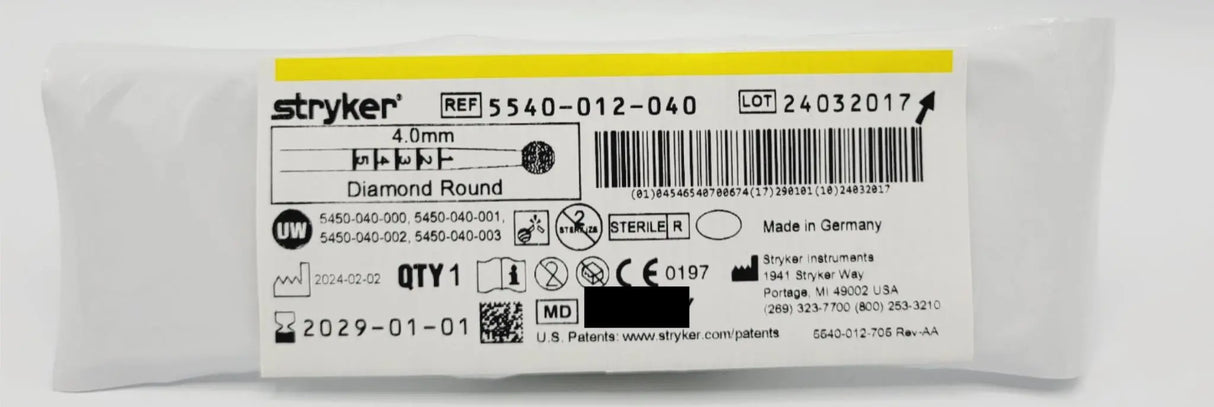 stryker® REF 5540-012-040 LOT 24032017
4.0mm
5 4 3 2 1
Diamond Round
(01)04546540700674(17)290101(10)24032017
UW 5450-040-000, 5450-040-001,
5450-040-002, 5450-040-003
2 STERILIZE STERILE R Made in Germany
2024-02-02 QTY 1 i 2 CE 0197
Stryker Instruments
1941 Stryker Way
Portage, MI 49002 USA
(269) 323-7700 (800) 253-3210
2029-01-01 MD
U.S. Patents: www.stryker.com/patents 5540-012-705 Rev-AA